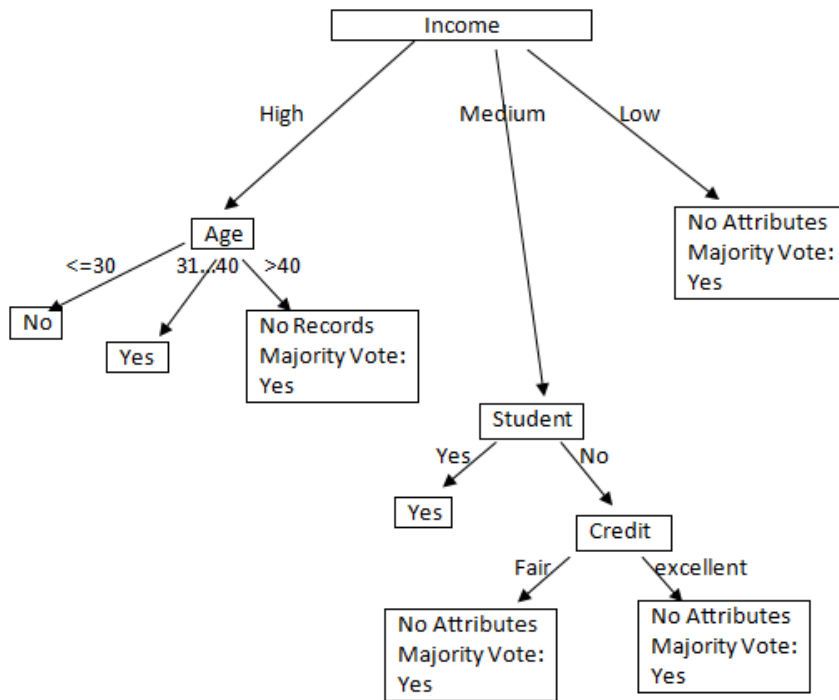 Income
High
Medium
Low
Age
No Attributes
Majority Vote:
Yes
<=30
31...40
>40
No
Yes
No Records
Majority Vote:
Yes
Student
Yes
No
Yes
Credit
Fair
excellent
No Attributes
Majority Vote:
Yes
No Attributes
Majority Vote:
Yes